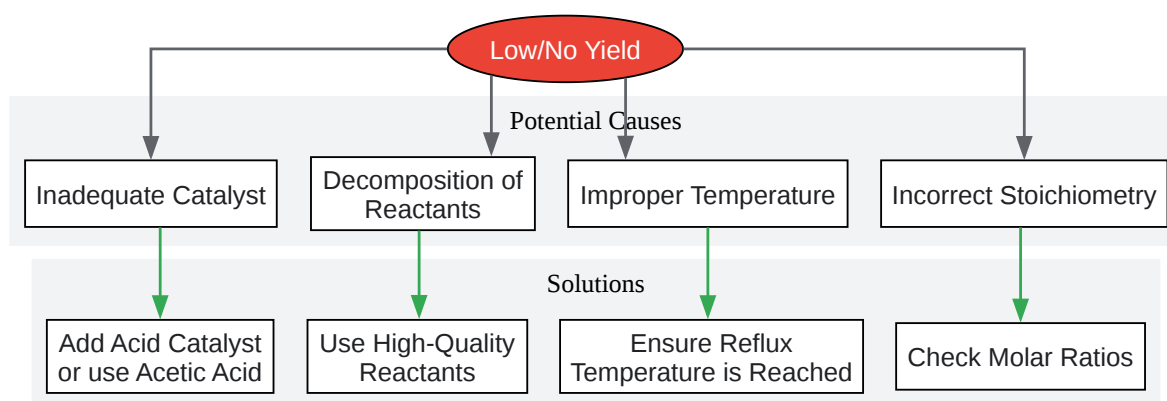 Low/No Yield
Potential Causes
Inadequate Catalyst
Decomposition of
Reactants
Improper Temperature
Incorrect Stoichiometry
Solutions
Add Acid Catalyst
or use Acetic Acid
Use High-Quality
Reactants
Ensure Reflux
Temperature is Reached
Check Molar Ratios